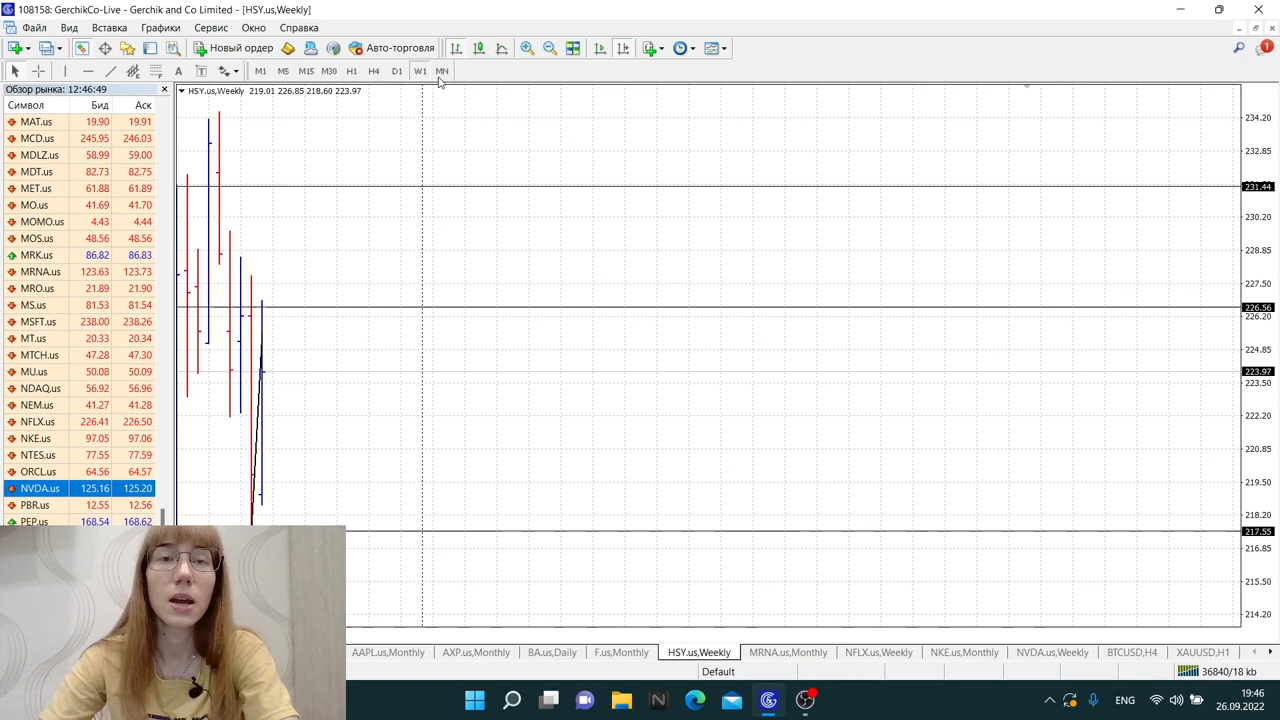 108158: GerchikCo-Live - Gerchik and Co Limited - [HSY.us,Weekly]
Файл Вид Вставка Графики Сервис Окно Справка
Новый ордер Авто-торговля 1
A T M1 M5 M15 M30 H1 H4 D1 W1 MN
Обзор рынка: 12:46:49
Символ Бид Аск
MAT.us 19.90 19.91
MCD.us 245.95 246.03
MDLZ.us 58.99 59.00
MDT.us 82.73 82.75
MET.us 61.88 61.89
MO.us 41.69 41.70
MOMO.us 4.43 4.44
MOS.us 48.56 48.56
MRK.us 86.82 86.83
MRNA.us 123.63 123.73
MRO.us 21.89 21.90
MS.us 81.53 81.54
MSFT.us 238.00 238.26
MT.us 20.33 20.34
MTCH.us 47.28 47.30
MU.us 50.08 50.09
NDAQ.us 56.92 56.96
NEM.us 41.27 41.28
NFLX.us 226.41 226.50
NKE.us 97.05 97.06
NTES.us 77.55 77.59
ORCL.us 64.56 64.57
NVDA.us 125.16 125.20
PBR.us 12.55 12.56
PEP.us 168.54 168.62
HSY.us,Weekly 219.01 226.85 218.60 223.97
234.20
232.85
231.44
230.20
228.85
227.50
226.56
226.20
224.85
223.97
223.50
222.20
220.85
219.50
218.20
217.55
216.85
215.50
214.20
AAPL.us,Monthly AXP.us,Monthly BA.us,Daily F.us,Monthly HSY.us,Weekly MRNA.us,Monthly NFLX.us,Weekly NKE.us,Monthly NVDA.us,Weekly BTCUSD,H4 XAUUSD,H1
Default 36840/18 kb
N ENG 19:46
26.09.2022